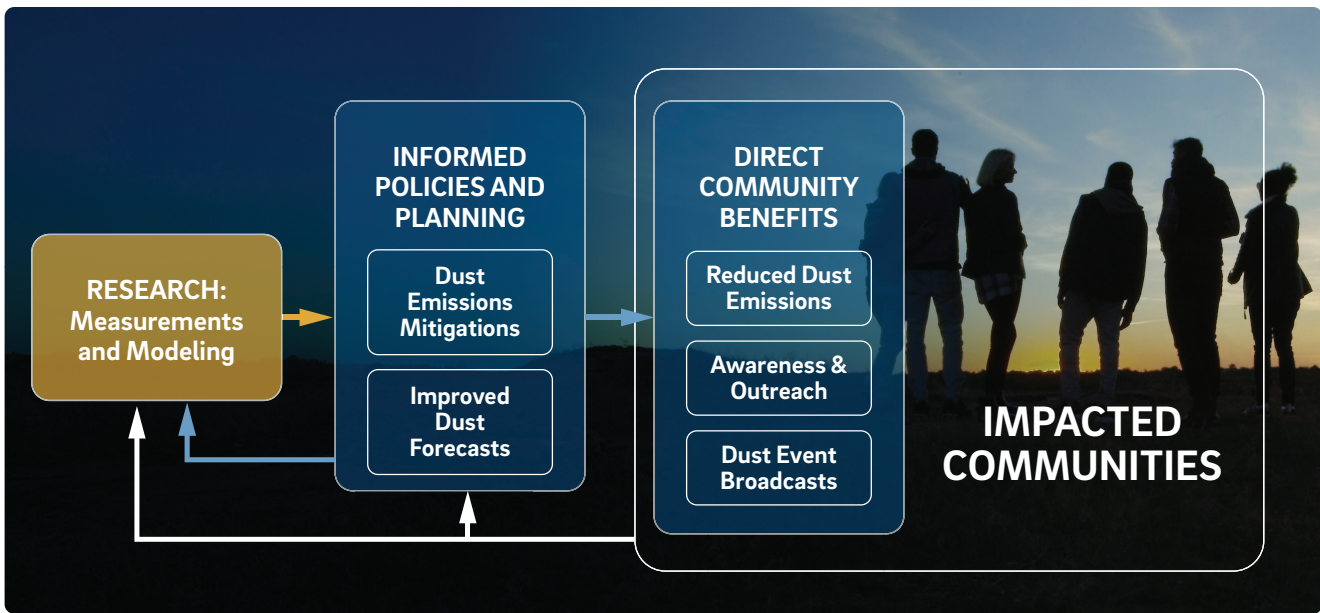 RESEARCH:
Measurements
and Modeling
INFORMED
POLICIES AND
PLANNING
Dust
Emissions
Mitigations
Improved
Dust
Forecasts
DIRECT
COMMUNITY
BENEFITS
Reduced Dust
Emissions
Awareness &
Outreach
Dust Event
Broadcasts
IMPACTED
COMMUNITIES